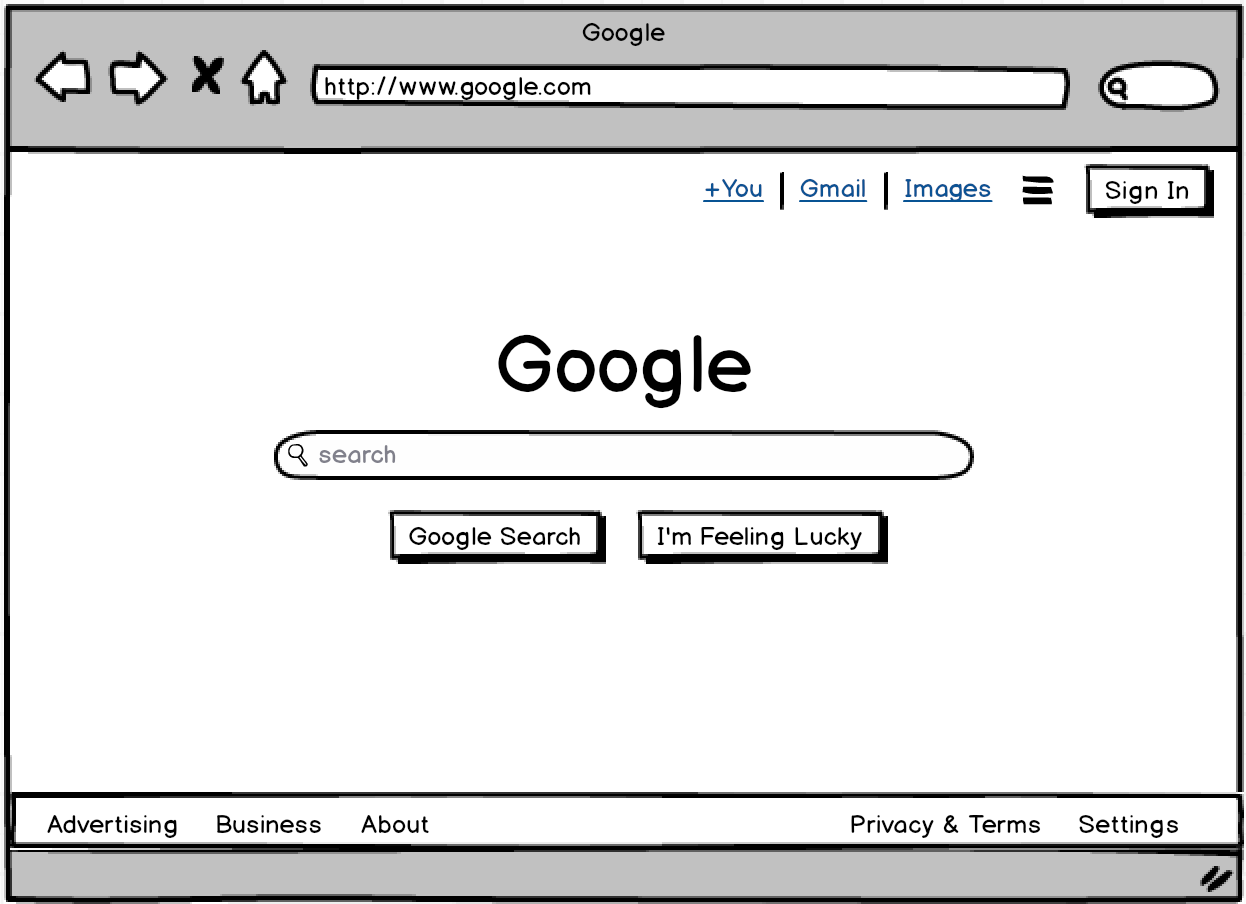 Google
http://www.google.com
+You | Gmail | Images
Sign In
Google
search
Google Search
I'm Feeling Lucky
Advertising Business About Privacy & Terms Settings